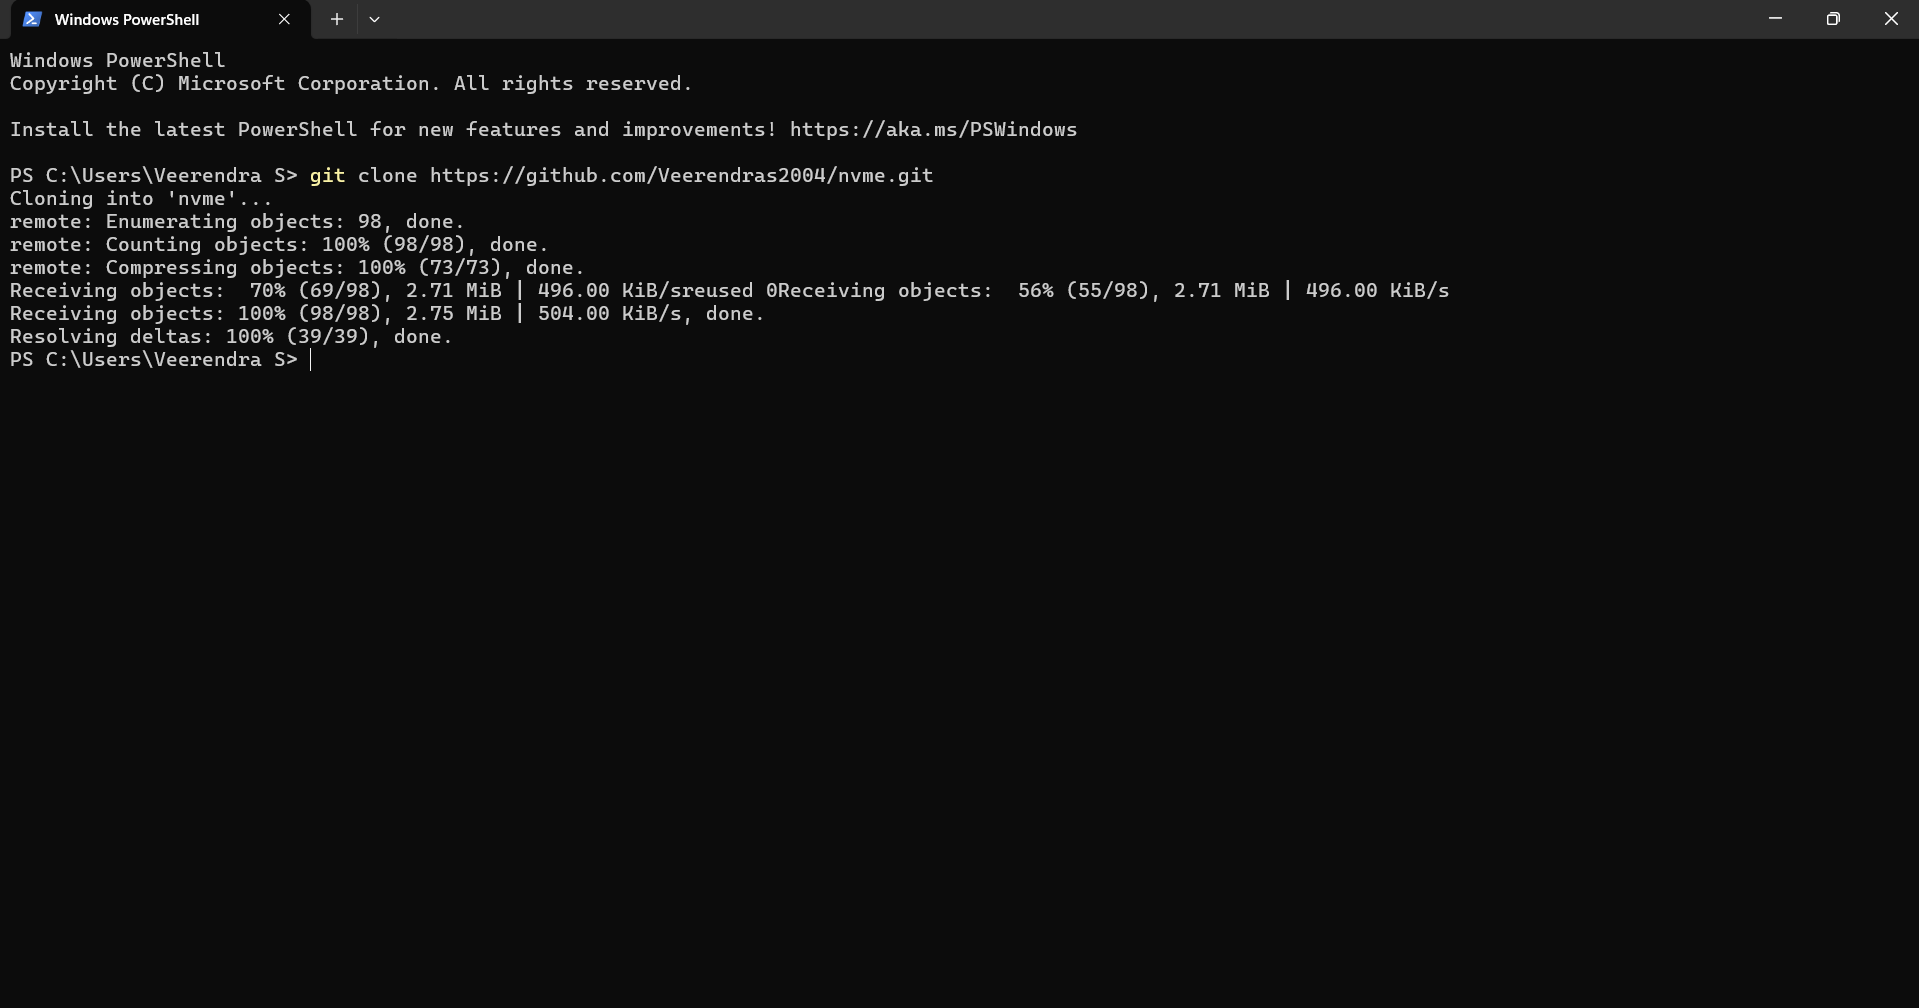 Windows PowerShell
Windows PowerShell
Copyright (C) Microsoft Corporation. All rights reserved.
Install the latest PowerShell for new features and improvements! https://aka.ms/PSWindows
PS C:\Users\Veerendra S> git clone https://github.com/Veerendras2004/nvme.git
Cloning into 'nvme'...
remote: Enumerating objects: 98, done.
remote: Counting objects: 100% (98/98), done.
remote: Compressing objects: 100% (73/73), done.
Receiving objects:  70% (69/98), 2.71 MiB | 496.00 KiB/sreused 0Receiving objects:  56% (55/98), 2.71 MiB | 496.00 KiB/s
Receiving objects: 100% (98/98), 2.75 MiB | 504.00 KiB/s, done.
Resolving deltas: 100% (39/39), done.
PS C:\Users\Veerendra S>